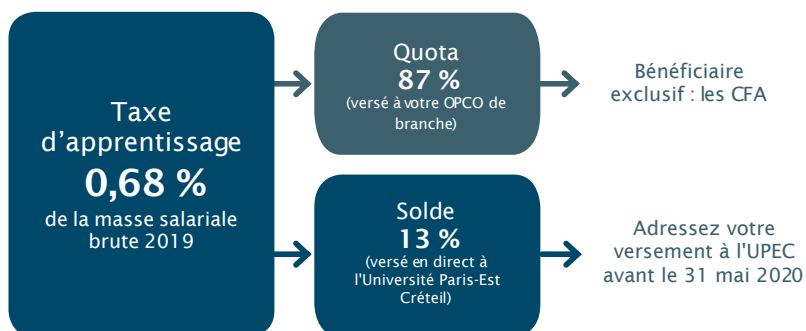 Taxe
d'apprentissage
0,68 %
de la masse salariale
brute 2019
Quota
87 %
(versé à votre OPCO de
branche)
Bénéficiaire
exclusif : les CFA
Solde
13 %
(versé en direct à
l'Université Paris-Est
Créteil)
Adressez votre
versement à l'UPEC
avant le 31 mai 2020